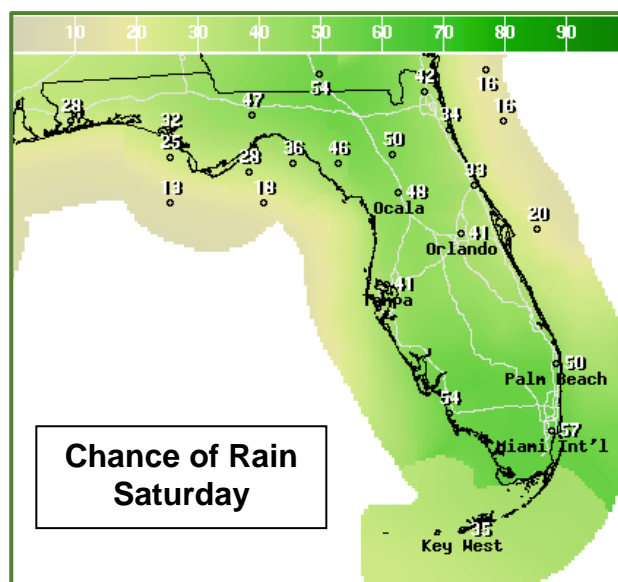 10 20 30 40 50 60 70 80 90
54
42
16
47
16
28
32
34
25
50
36
46
28
33
13
18
48
Ocala
20
41
Orlando
41
Tampa
50
Palm Beach
54
57
Miami Int'l
Chance of Rain
Saturday
35
Key West